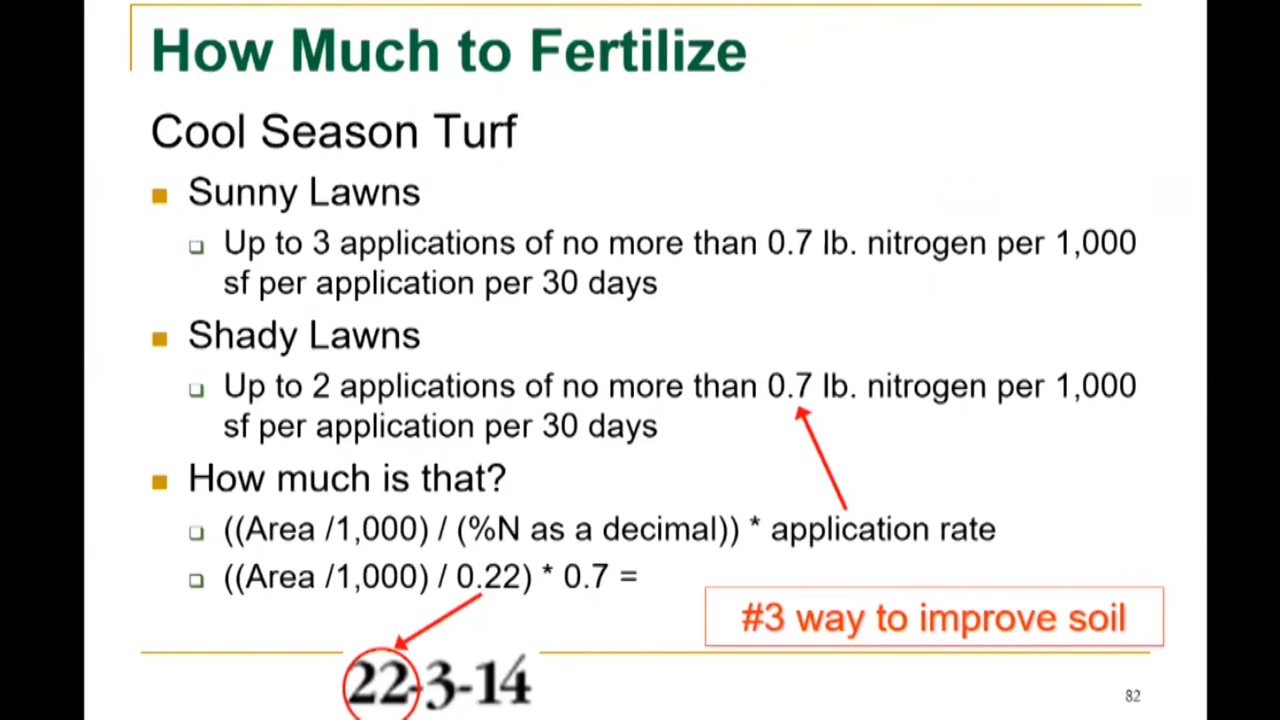 How Much to Fertilize
Cool Season Turf
Sunny Lawns
Up to 3 applications of no more than 0.7 lb. nitrogen per 1,000
sf per application per 30 days
Shady Lawns
Up to 2 applications of no more than 0.7 lb. nitrogen per 1,000
sf per application per 30 days
How much is that?
((Area /1,000) / (%N as a decimal)) * application rate
((Area /1,000) / 0.22) * 0.7 =
#3 way to improve soil
22-3-14
82